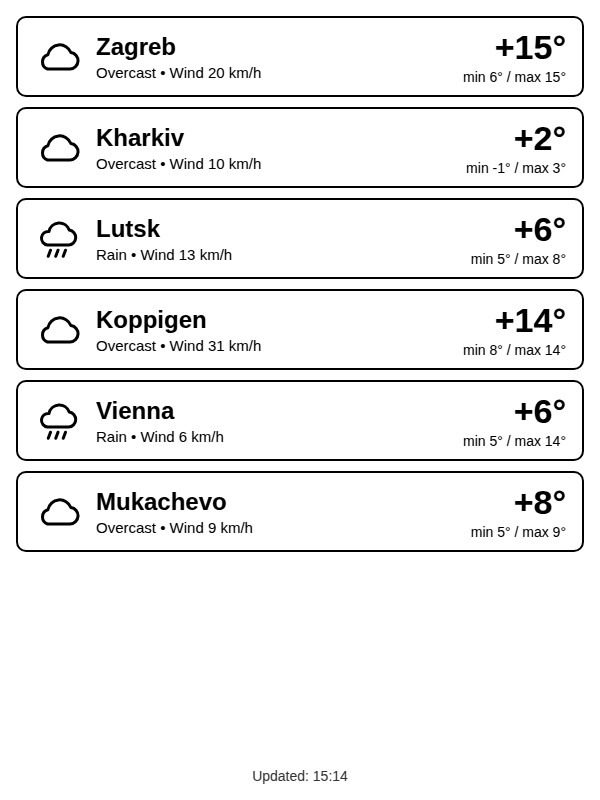 Zagreb
Overcast • Wind 20 km/h
+15°
min 6° / max 15°
Kharkiv
Overcast • Wind 10 km/h
+2°
min -1° / max 3°
Lutsk
Rain • Wind 13 km/h
+6°
min 5° / max 8°
Koppigen
Overcast • Wind 31 km/h
+14°
min 8° / max 14°
Vienna
Rain • Wind 6 km/h
+6°
min 5° / max 14°
Mukachevo
Overcast • Wind 9 km/h
+8°
min 5° / max 9°
Updated: 15:14